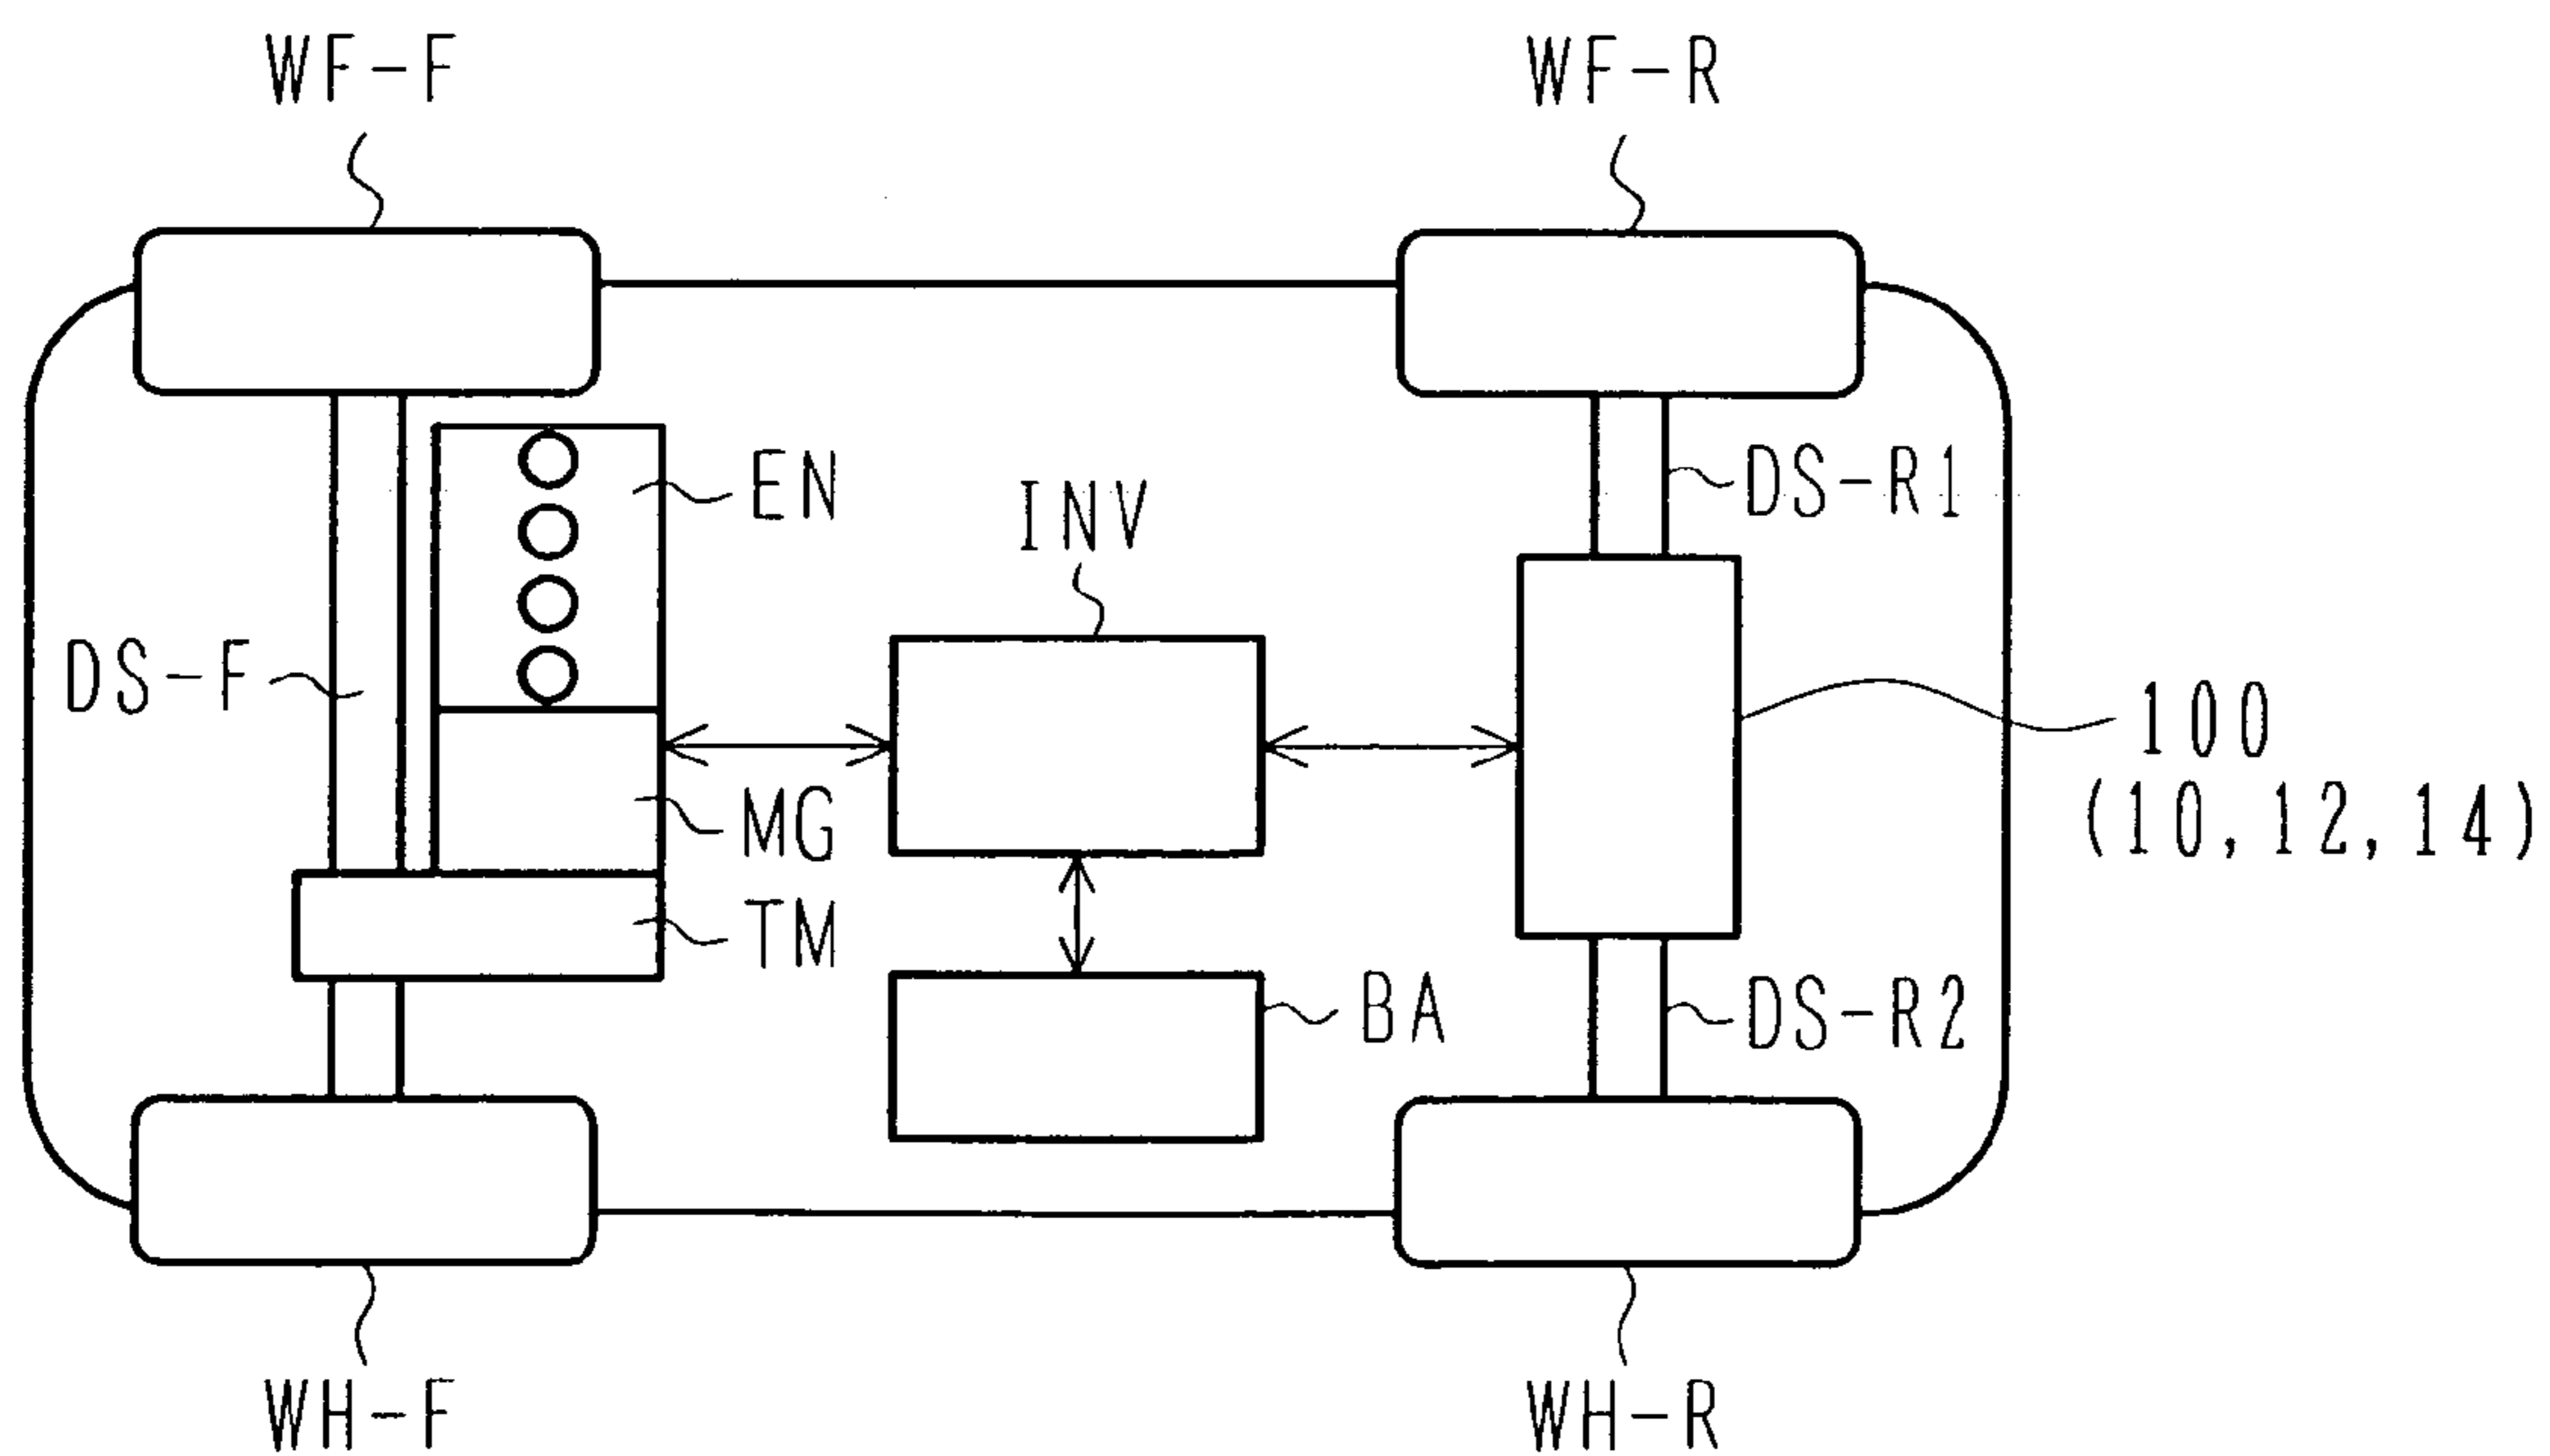 WF-F
WF-R
EN
DS-R1
INV
DS-F
100
(10,12,14)
MG
TM
BA
DS-R2
WH-F
WH-R